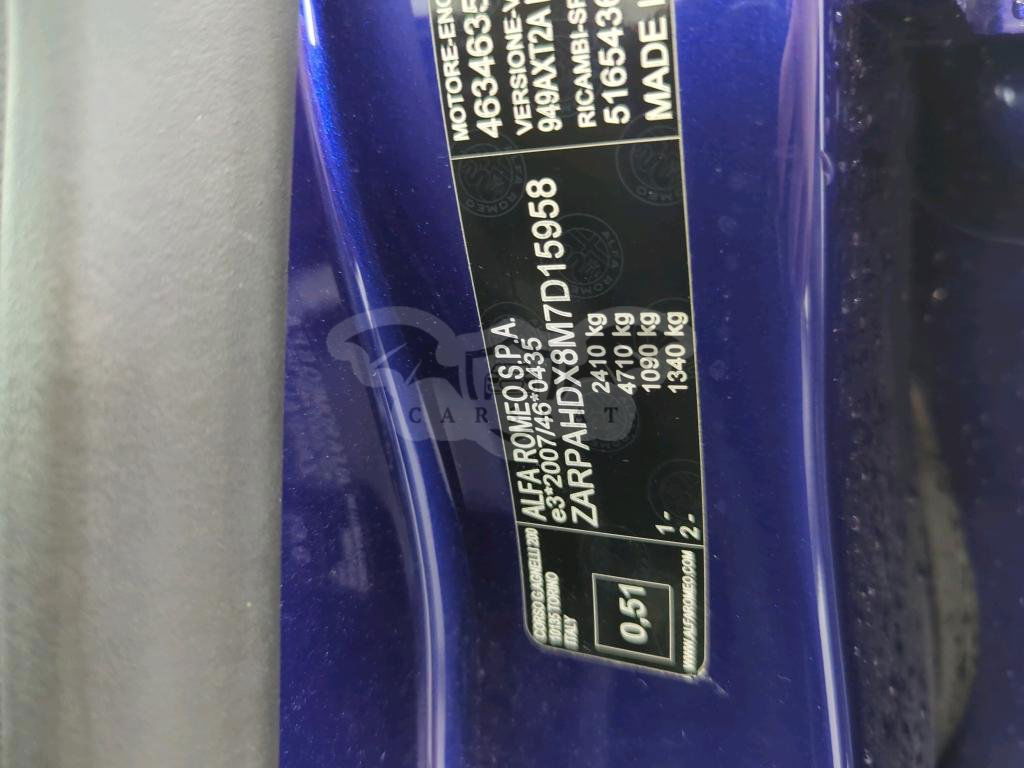 CORSO G.AGNELLI 200
10135 TORINO
ITALY
0,51
WWW.ALFAROMEO.COM
ALFA ROMEO S.P.A.
e3*2007/46*0435
ZARPAHDX8M7D15958
2410 kg
4710 kg
1 - 1090 kg
2 - 1340 kg
MOTORE-ENG
4634635
VERSIONE-V
949AXT2A
RICAMBI-SP
5165436
MADE I